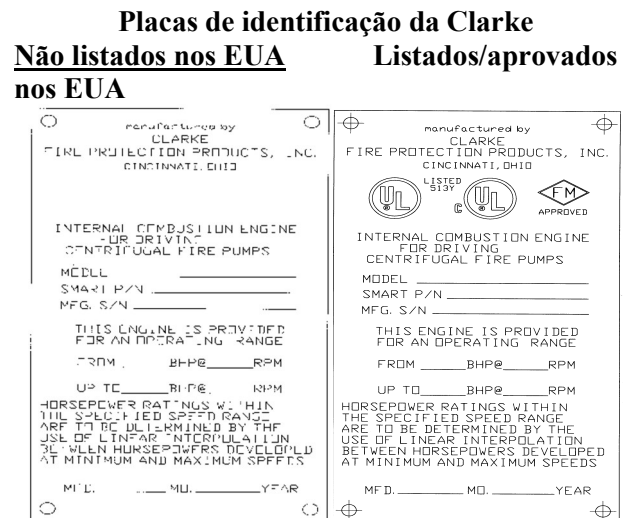 Placas de identificação da Clarke
Não listados nos EUA Listados/aprovados
nos EUA
manufactured by
CLARKE
FIRE PROTECTION PRODUCTS, INC.
CINCINNATI, OHIO
INTERNAL COMBUSTION ENGINE
FOR DRIVING
CENTRIFUGAL FIRE PUMPS
MODEL
SMART P/N
MFG. S/N
THIS ENGINE IS PROVIDED
FOR AN OPERATING RANGE
FROM BHP@ RPM
UP TO BHP@ RPM
HORSEPOWER RATINGS WITHIN
THE SPECIFIED SPEED RANGE
ARE TO BE DETERMINED BY THE
USE OF LINEAR INTERPOLATION
BETWEEN HORSEPOWERS DEVELOPED
AT MINIMUM AND MAXIMUM SPEEDS
MFD. MO. YEAR
manufactured by
CLARKE
FIRE PROTECTION PRODUCTS, INC.
CINCINNATI, OHIO
UL ® LISTED 513Y C UL ® FM
APPROVED
INTERNAL COMBUSTION ENGINE
FOR DRIVING
CENTRIFUGAL FIRE PUMPS
MODEL
SMART P/N
MFG. S/N
THIS ENGINE IS PROVIDED
FOR AN OPERATING RANGE
FROM BHP@ RPM
UP TO BHP@ RPM
HORSEPOWER RATINGS WITHIN
THE SPECIFIED SPEED RANGE
ARE TO BE DETERMINED BY THE
USE OF LINEAR INTERPOLATION
BETWEEN HORSEPOWERS DEVELOPED
AT MINIMUM AND MAXIMUM SPEEDS
MFD. MO. YEAR